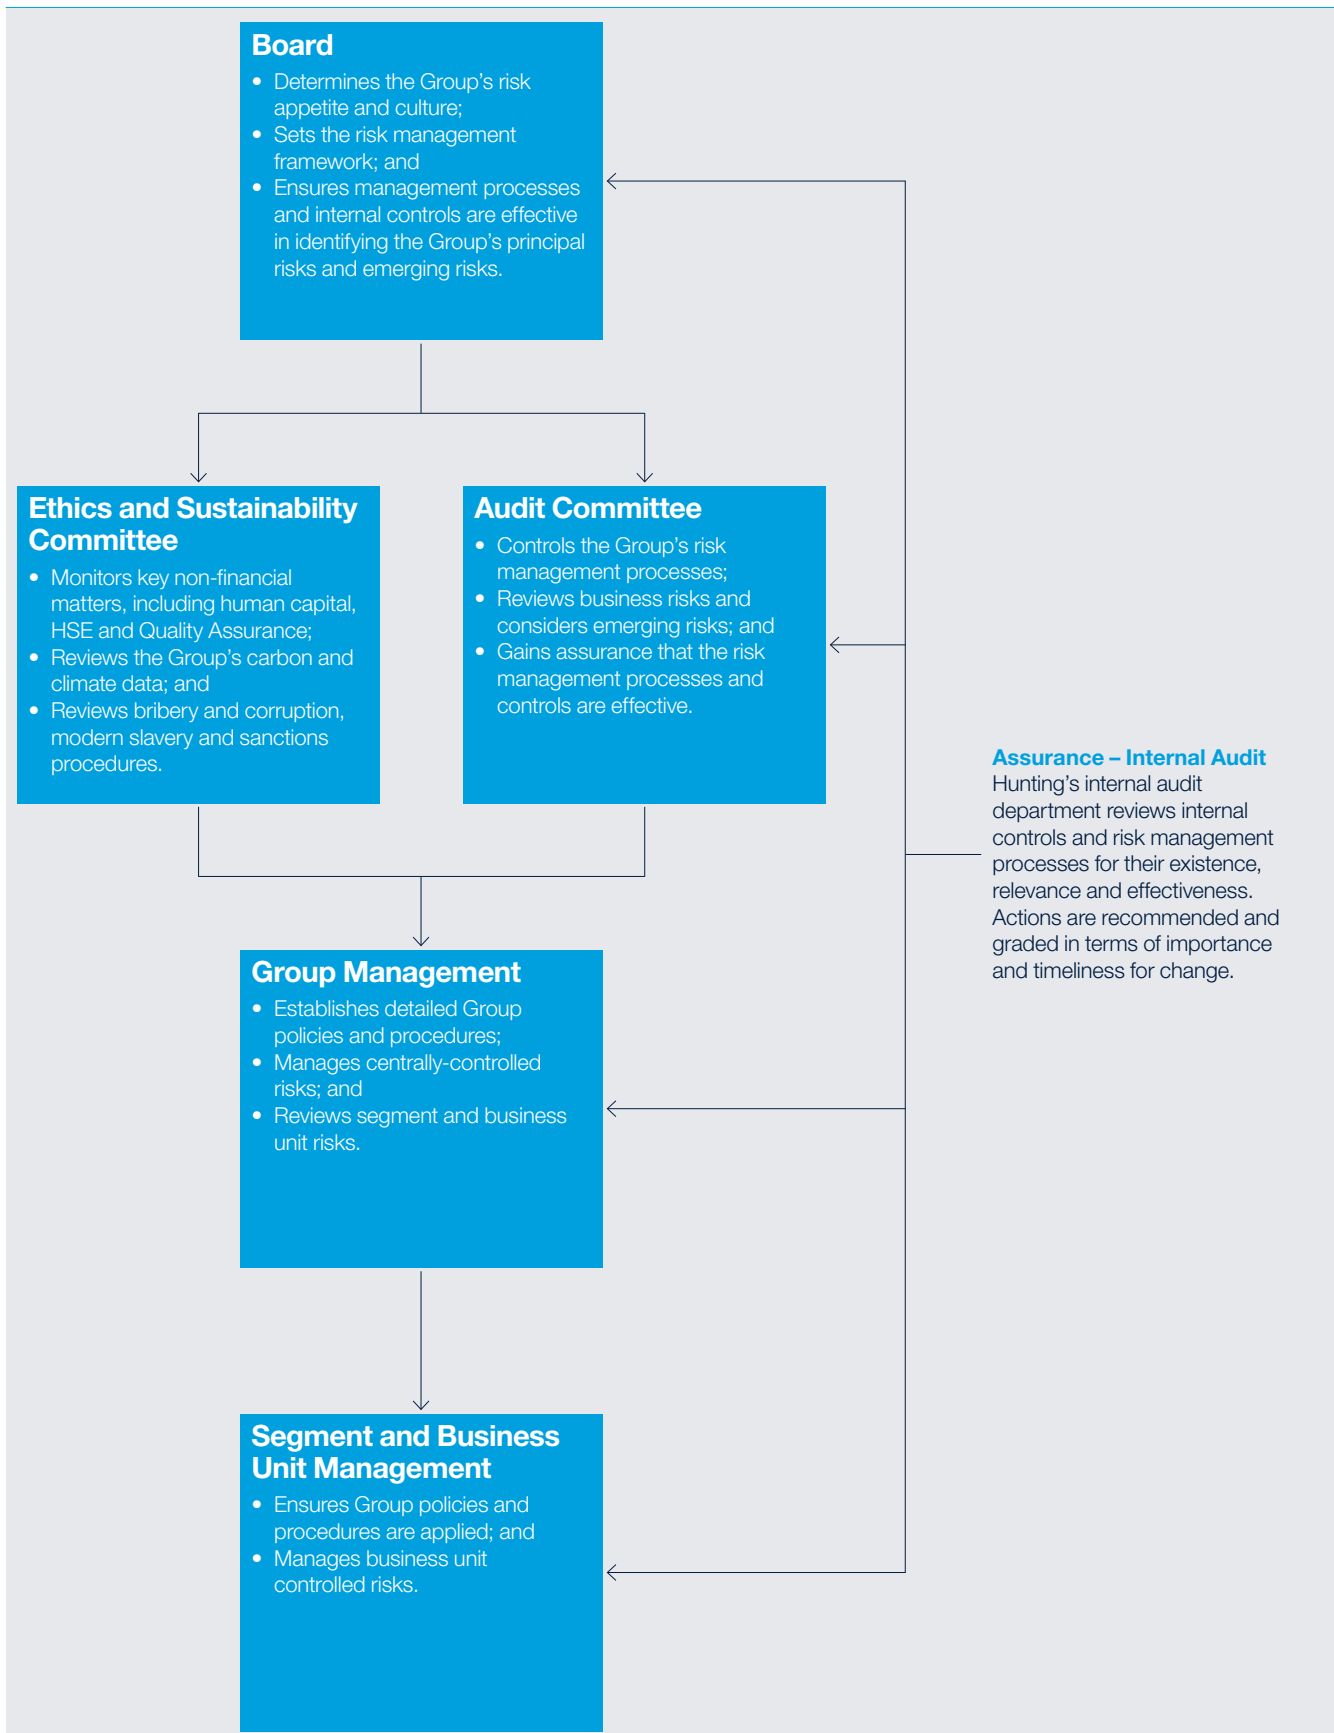 Board
• Determines the Group’s risk
appetite and culture;
• Sets the risk management
framework; and
• Ensures management processes
and internal controls are effective
in identifying the Group’s principal
risks and emerging risks.
Ethics and Sustainability
Committee
• Monitors key non-financial
matters, including human capital,
HSE and Quality Assurance;
• Reviews the Group’s carbon and
climate data; and
• Reviews bribery and corruption,
modern slavery and sanctions
procedures.
Audit Committee
• Controls the Group’s risk
management processes;
• Reviews business risks and
considers emerging risks; and
• Gains assurance that the risk
management processes and
controls are effective.
Assurance – Internal Audit
Hunting’s internal audit
department reviews internal
controls and risk management
processes for their existence,
relevance and effectiveness.
Actions are recommended and
graded in terms of importance
and timeliness for change.
Group Management
• Establishes detailed Group
policies and procedures;
• Manages centrally-controlled
risks; and
• Reviews segment and business
unit risks.
Segment and Business
Unit Management
• Ensures Group policies and
procedures are applied; and
• Manages business unit
controlled risks.